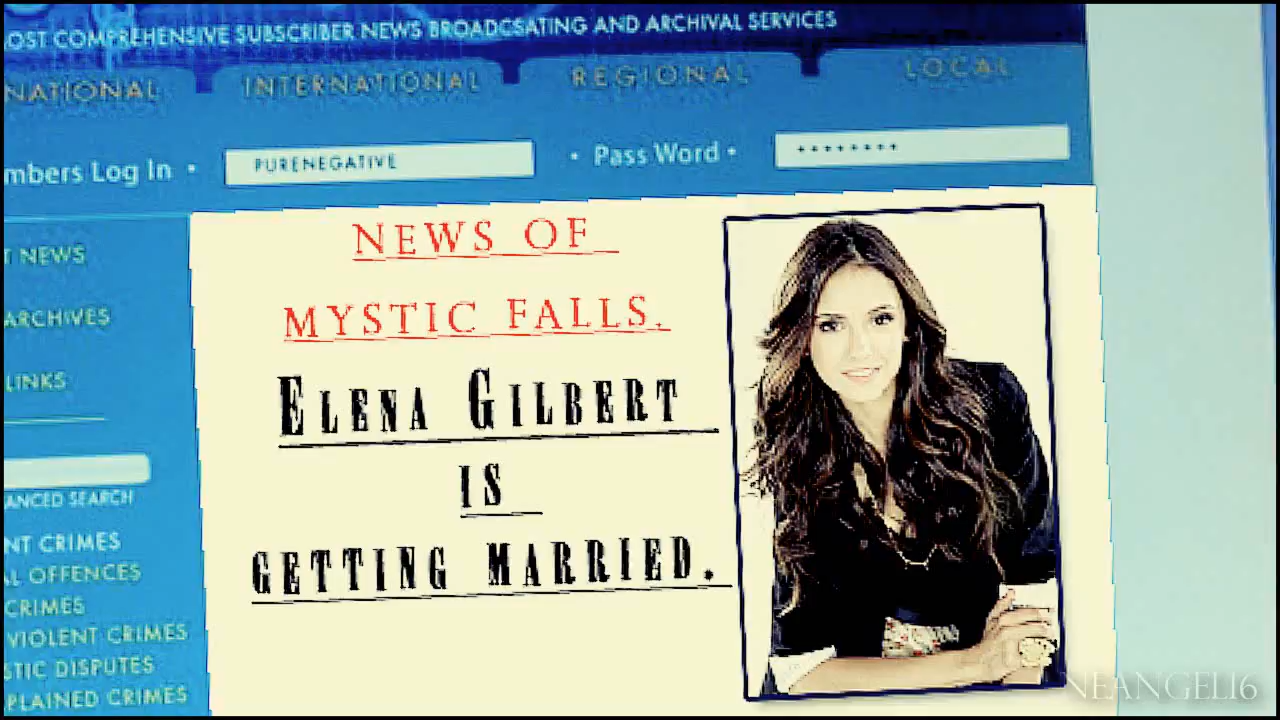 OST COMPREHENSIVE SUBSCRIBER NEWS BROADCSATING AND ARCHIVAL SERVICES
NATIONAL INTERNATIONAL REGIONAL LOCAL
mbers Log In • PURENEGATIVE • Pass Word • ********
T NEWS
ARCHIVES
LINKS
ANCED SEARCH
NT CRIMES
AL OFFENCES
CRIMES
VIOLENT CRIMES
STIC DISPUTES
PLAINED CRIMES
NEWS OF
MYSTIC FALLS.
ELENA GILBERT
IS
GETTING MARRIED.
NEANGEL16